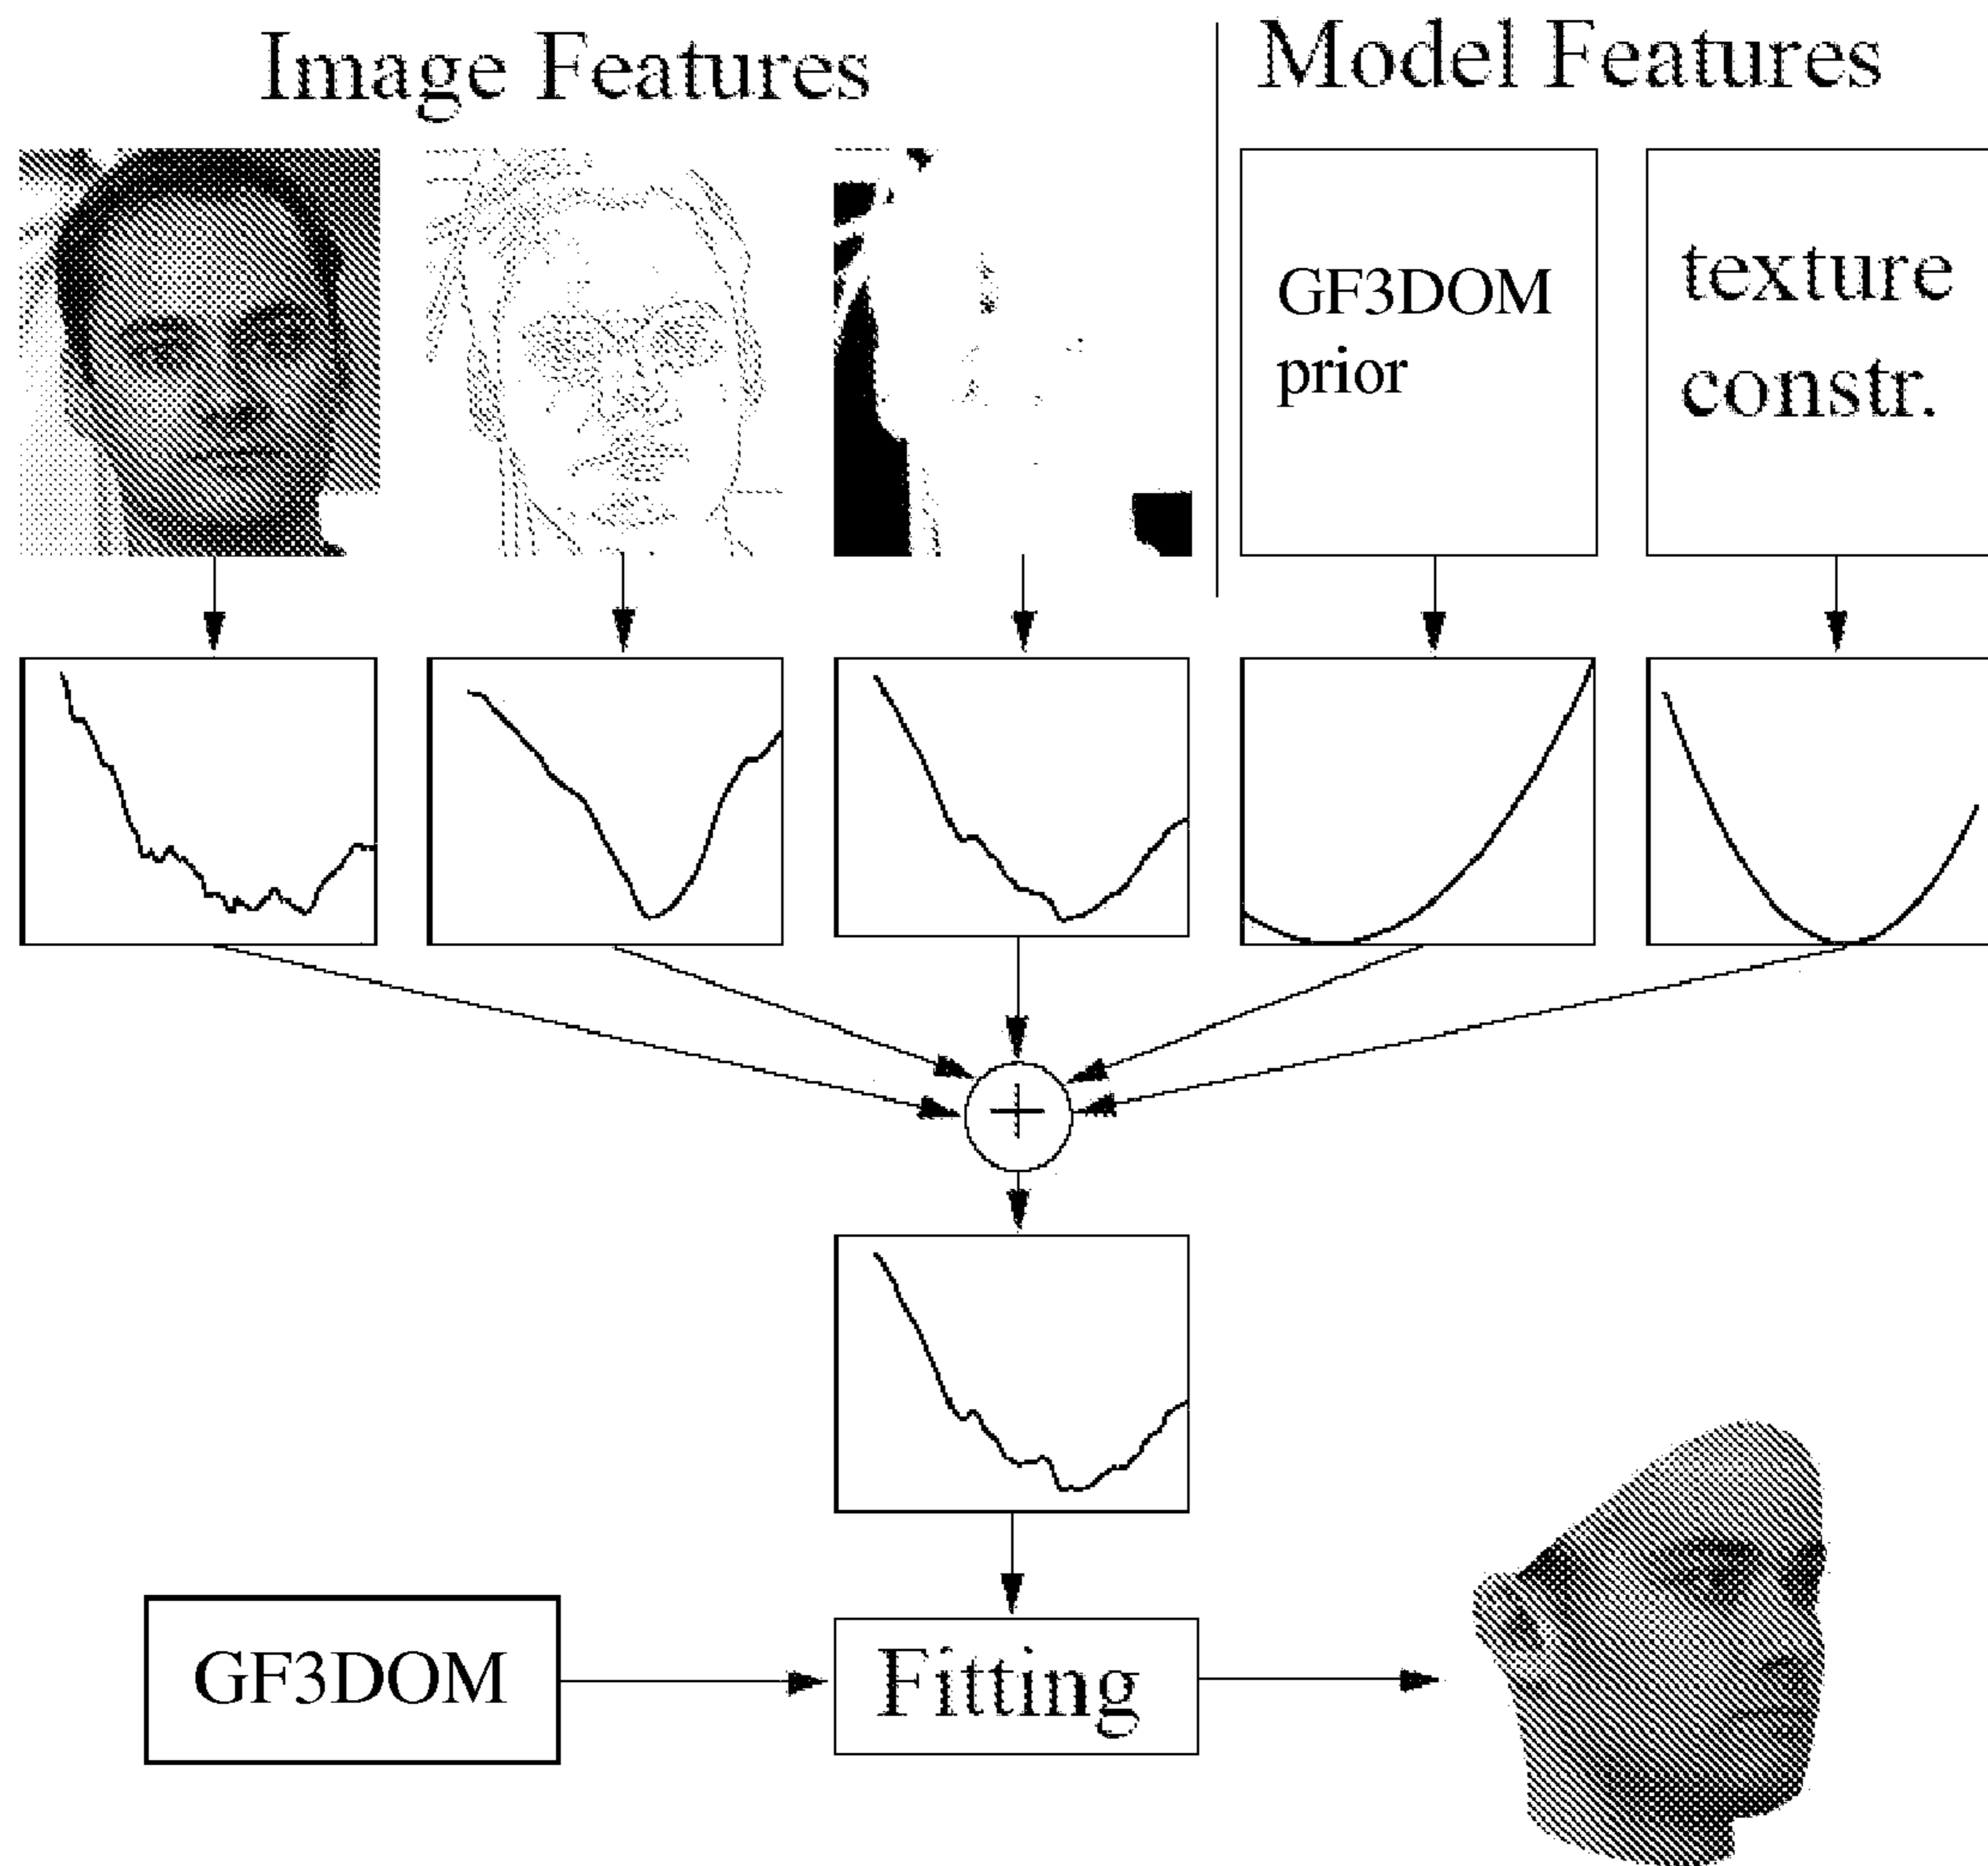 Image Features
Model Features
GF3DOM
prior
texture
constr.
+
GF3DOM
Fitting